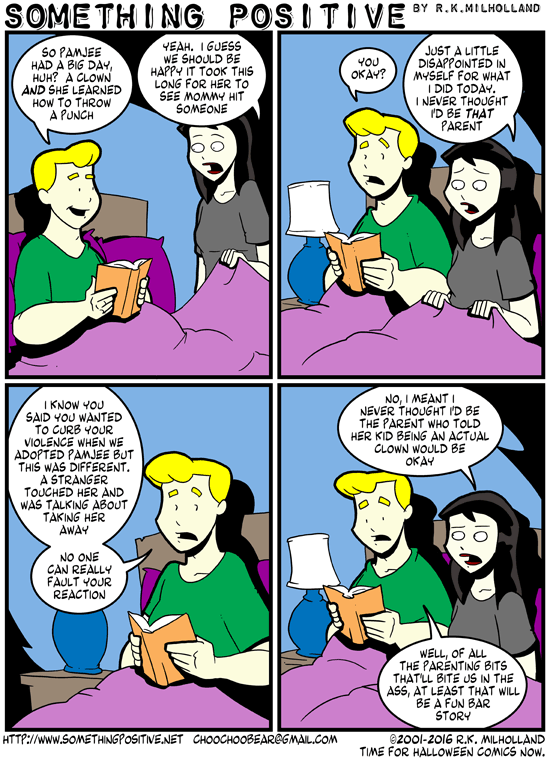 SOMETHING POSITIVE BY R.K.MILHOLLAND
SO PAMJEE
HAD A BIG DAY,
HUH? A CLOWN
AND SHE LEARNED
HOW TO THROW
A PUNCH
YEAH. I GUESS
WE SHOULD BE
HAPPY IT TOOK THIS
LONG FOR HER TO
SEE MOMMY HIT
SOMEONE
YOU
OKAY?
JUST A LITTLE
DISAPPOINTED IN
MYSELF FOR WHAT
I DID TODAY.
I NEVER THOUGHT
I'D BE THAT
PARENT
I KNOW YOU
SAID YOU WANTED
TO CURB YOUR
VIOLENCE WHEN WE
ADOPTED PAMJEE BUT
THIS WAS DIFFERENT.
A STRANGER
TOUCHED HER AND
WAS TALKING ABOUT
TAKING HER
AWAY
NO ONE
CAN REALLY
FAULT YOUR
REACTION
NO, I MEANT I
NEVER THOUGHT I'D BE
THE PARENT WHO TOLD
HER KID BEING AN ACTUAL
CLOWN WOULD BE
OKAY
WELL, OF ALL
THE PARENTING BITS
THAT'LL BITE US IN THE
ASS, AT LEAST THAT WILL
BE A FUN BAR
STORY
HTTP://WWW.SOMETHINGPOSITIVE.NET CHOOCHOOBEAR@GMAIL.COM
©2001-2016 R.K. MILHOLLAND
TIME FOR HALLOWEEN COMICS NOW.